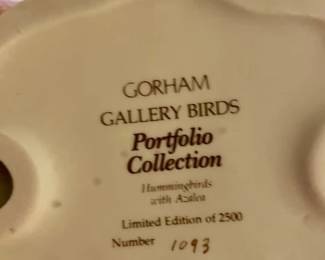 GORHAM
GALLERY BIRDS
Portfolio
Collection
Hummingbirds
with Azalea
Limited Edition of 2500
Number 1093